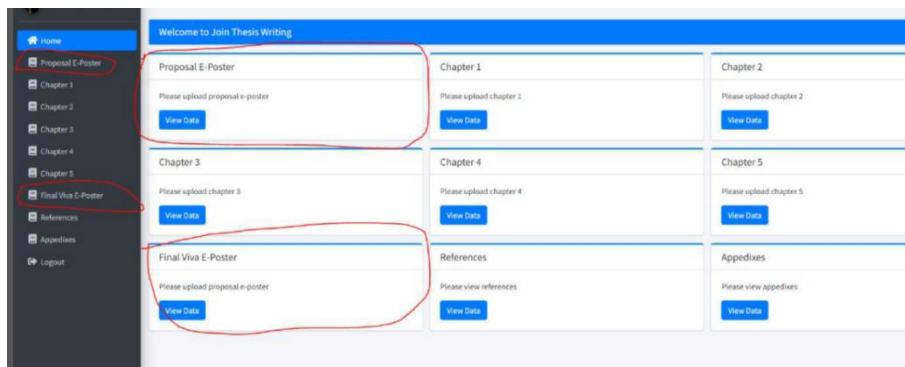 Home
Proposal E-Poster
Chapter 1
Chapter 2
Chapter 3
Chapter 4
Chapter 5
Final Viva E-Poster
References
Appedixes
Logout
Welcome to Join Thesis Writing
Proposal E-Poster
Please upload proposal e-poster
View Data
Chapter 1
Please upload chapter 1
View Data
Chapter 2
Please upload chapter 2
View Data
Chapter 3
Please upload chapter 3
View Data
Chapter 4
Please upload chapter 4
View Data
Chapter 5
Please upload chapter 5
View Data
Final Viva E-Poster
Please upload proposal e-poster
View Data
References
Please view references
View Data
Appedixes
Please view appedixes
View Data